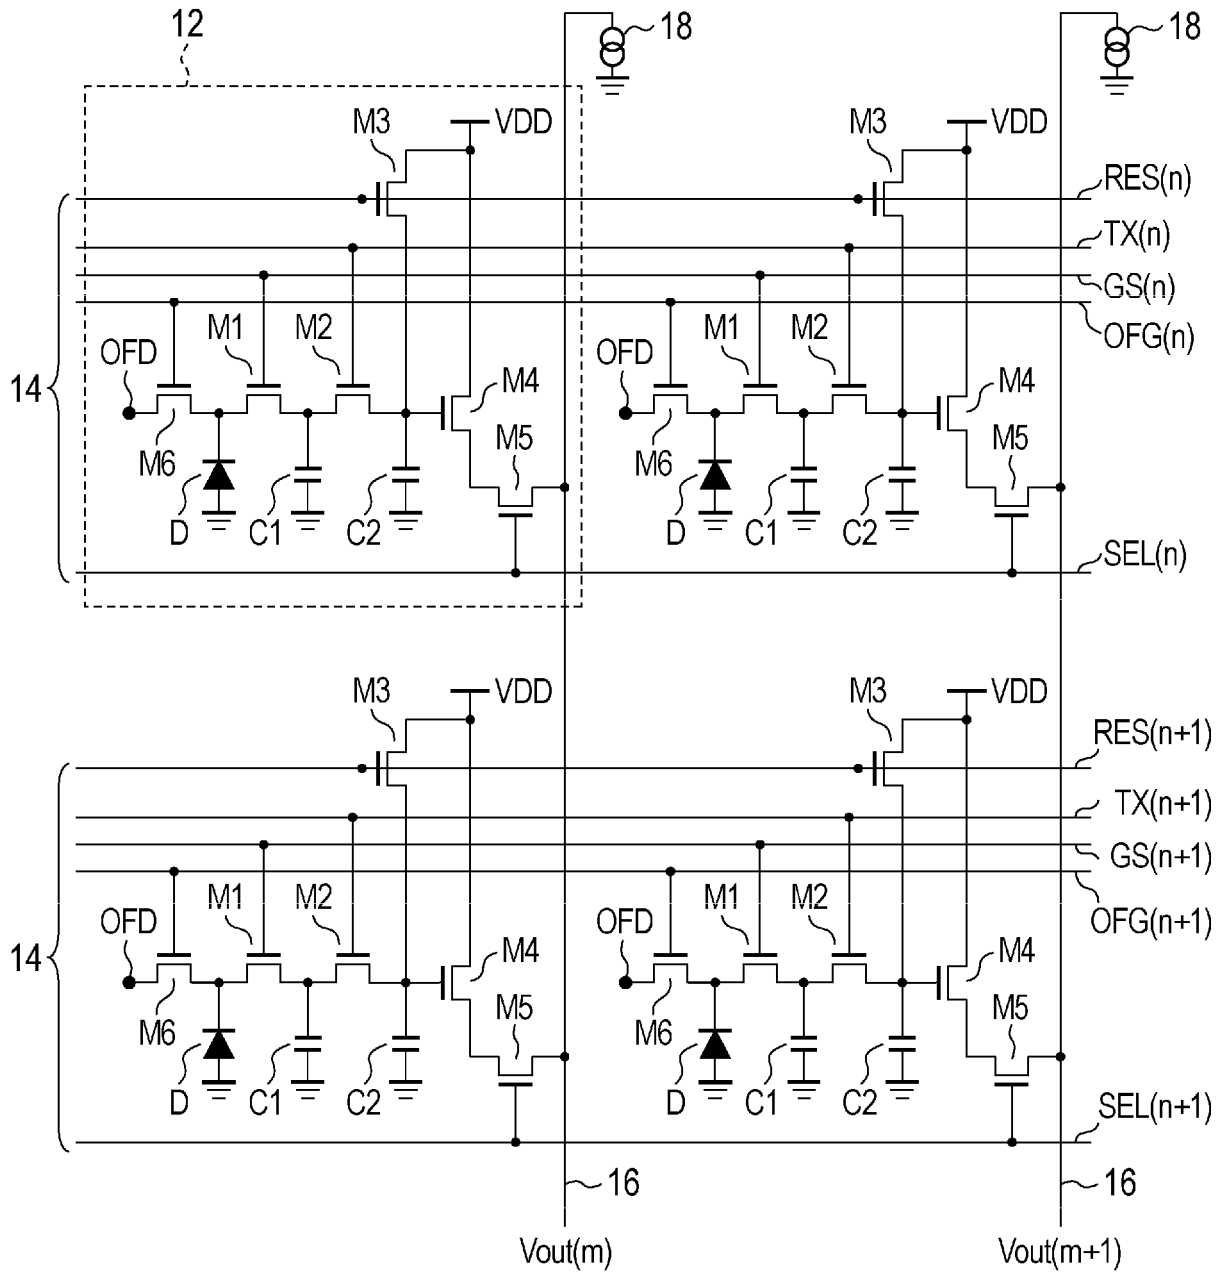 12
18
18
M3
VDD
M3
VDD
RES(n)
TX(n)
GS(n)
OFG(n)
14
OFD
M1
M2
M4
M5
M6
D
C1
C2
OFD
M1
M2
M4
M5
M6
D
C1
C2
SEL(n)
M3
VDD
M3
VDD
RES(n+1)
TX(n+1)
GS(n+1)
OFG(n+1)
14
OFD
M1
M2
M4
M5
M6
D
C1
C2
OFD
M1
M2
M4
M5
M6
D
C1
C2
SEL(n+1)
16
16
Vout(m)
Vout(m+1)